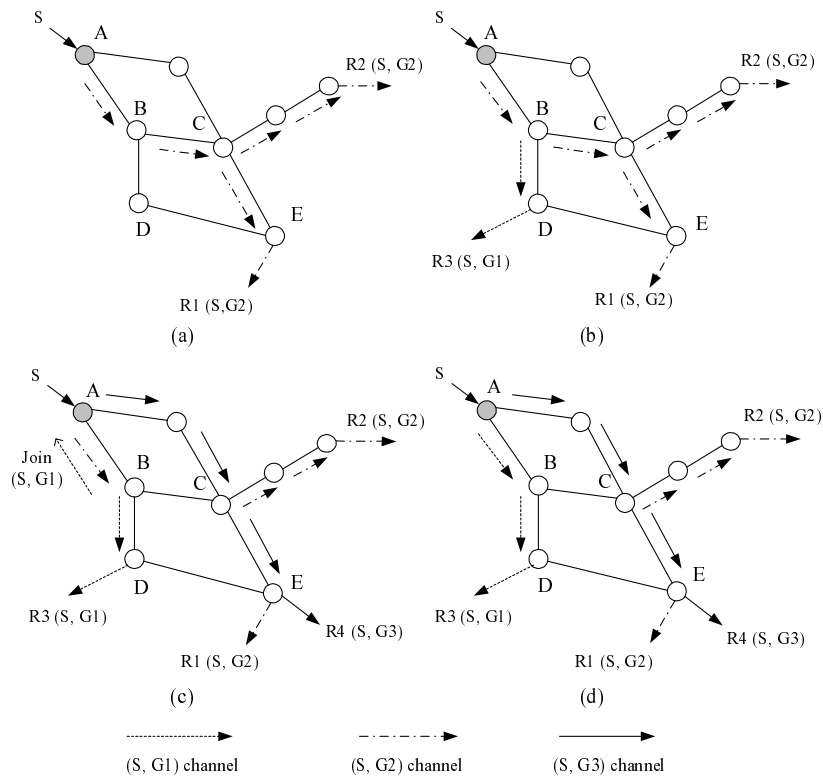 S
A
R2 (S, G2)
B
C
D
E
R1 (S,G2)
(a)
S
A
R2 (S,G2)
B
C
D
E
R3 (S, G1)
R1 (S, G2)
(b)
S
A
R2 (S, G2)
Join
(S, G1)
B
C
D
E
R3 (S, G1)
R4 (S, G3)
R1 (S, G2)
(c)
S
A
R2 (S, G2)
B
C
D
E
R3 (S, G1)
R4 (S, G3)
R1 (S, G2)
(d)
(S, G1) channel
(S, G2) channel
(S, G3) channel